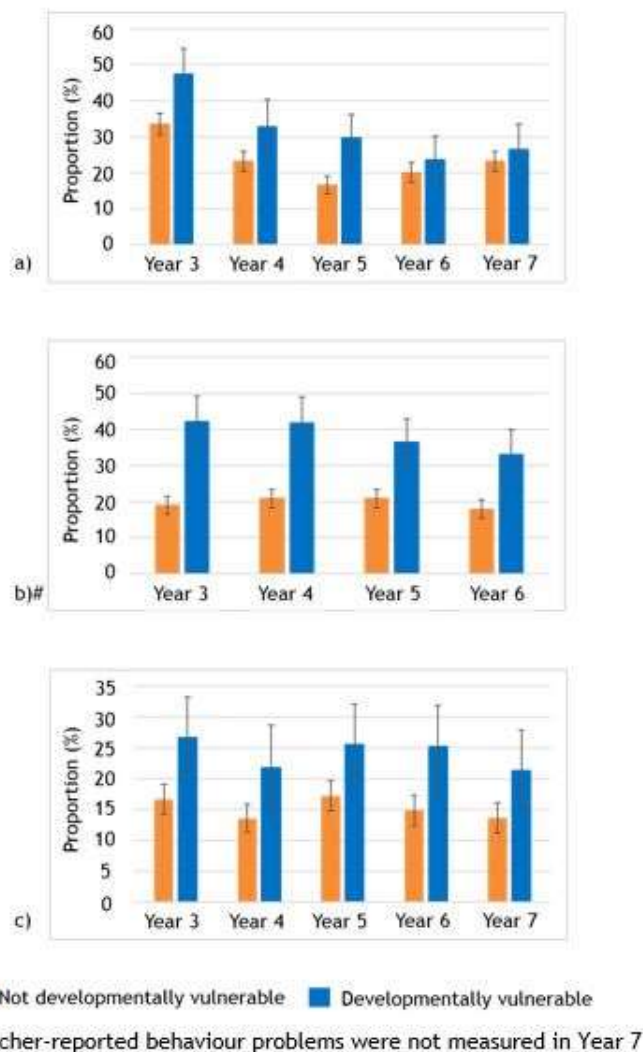 60
50
40
30
20
10
0
Proportion (%)
a)
Year 3 Year 4 Year 5 Year 6 Year 7
60
50
40
30
20
10
0
Proportion (%)
b)#
Year 3 Year 4 Year 5 Year 6
35
30
25
20
15
10
5
0
Proportion (%)
c)
Year 3 Year 4 Year 5 Year 6 Year 7
Not developmentally vulnerable Developmentally vulnerable
cher-reported behaviour problems were not measured in Year 7